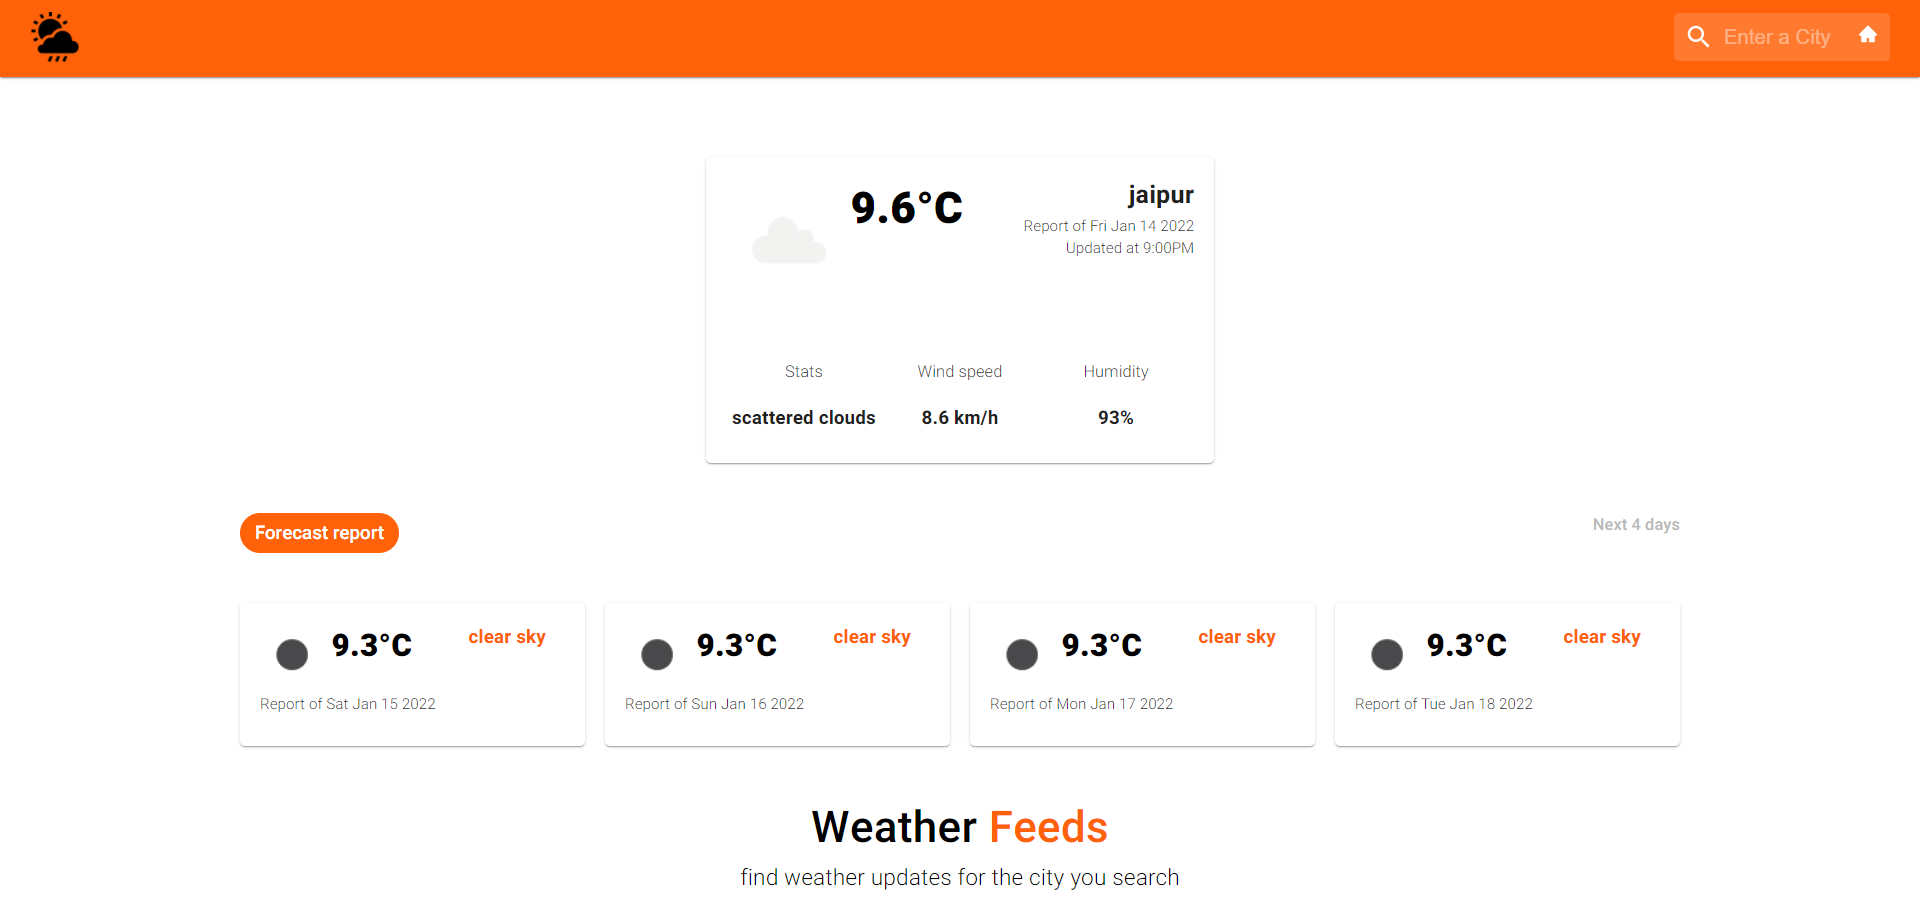 Enter a City
9.6°C
jaipur
Report of Fri Jan 14 2022
Updated at 9:00PM
Stats
Wind speed
Humidity
scattered clouds
8.6 km/h
93%
Forecast report
Next 4 days
9.3°C
clear sky
Report of Sat Jan 15 2022
9.3°C
clear sky
Report of Sun Jan 16 2022
9.3°C
clear sky
Report of Mon Jan 17 2022
9.3°C
clear sky
Report of Tue Jan 18 2022
Weather Feeds
find weather updates for the city you search